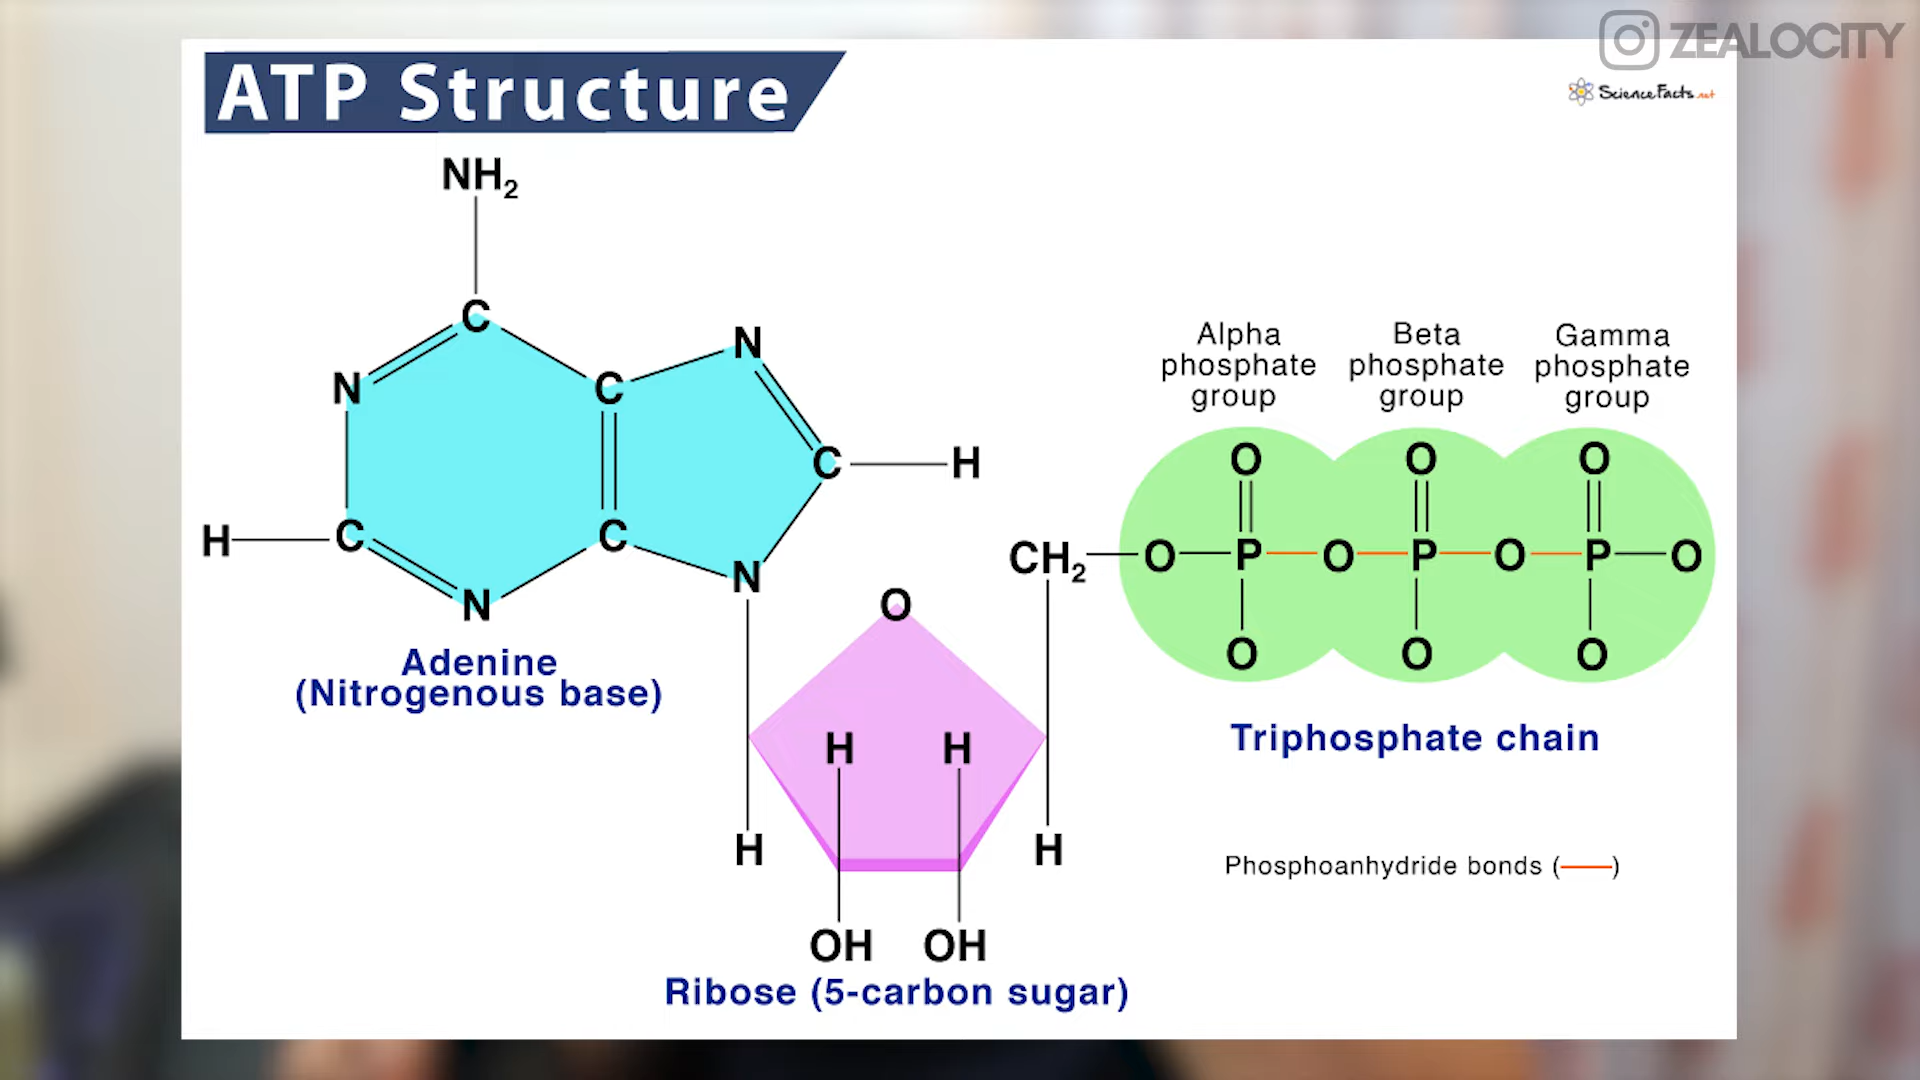 ZEALOCITY
ATP Structure
ScienceFacts.net
NH2
C
N
N
C
C
H
H
C
C
N
N
Adenine
(Nitrogenous base)
Alpha
phosphate
group
Beta
phosphate
group
Gamma
phosphate
group
O
O
O
CH2
O
P
O
P
O
P
O
O
O
O
Triphosphate chain
O
H
H
H
H
OH
OH
Ribose (5-carbon sugar)
Phosphoanhydride bonds ( )